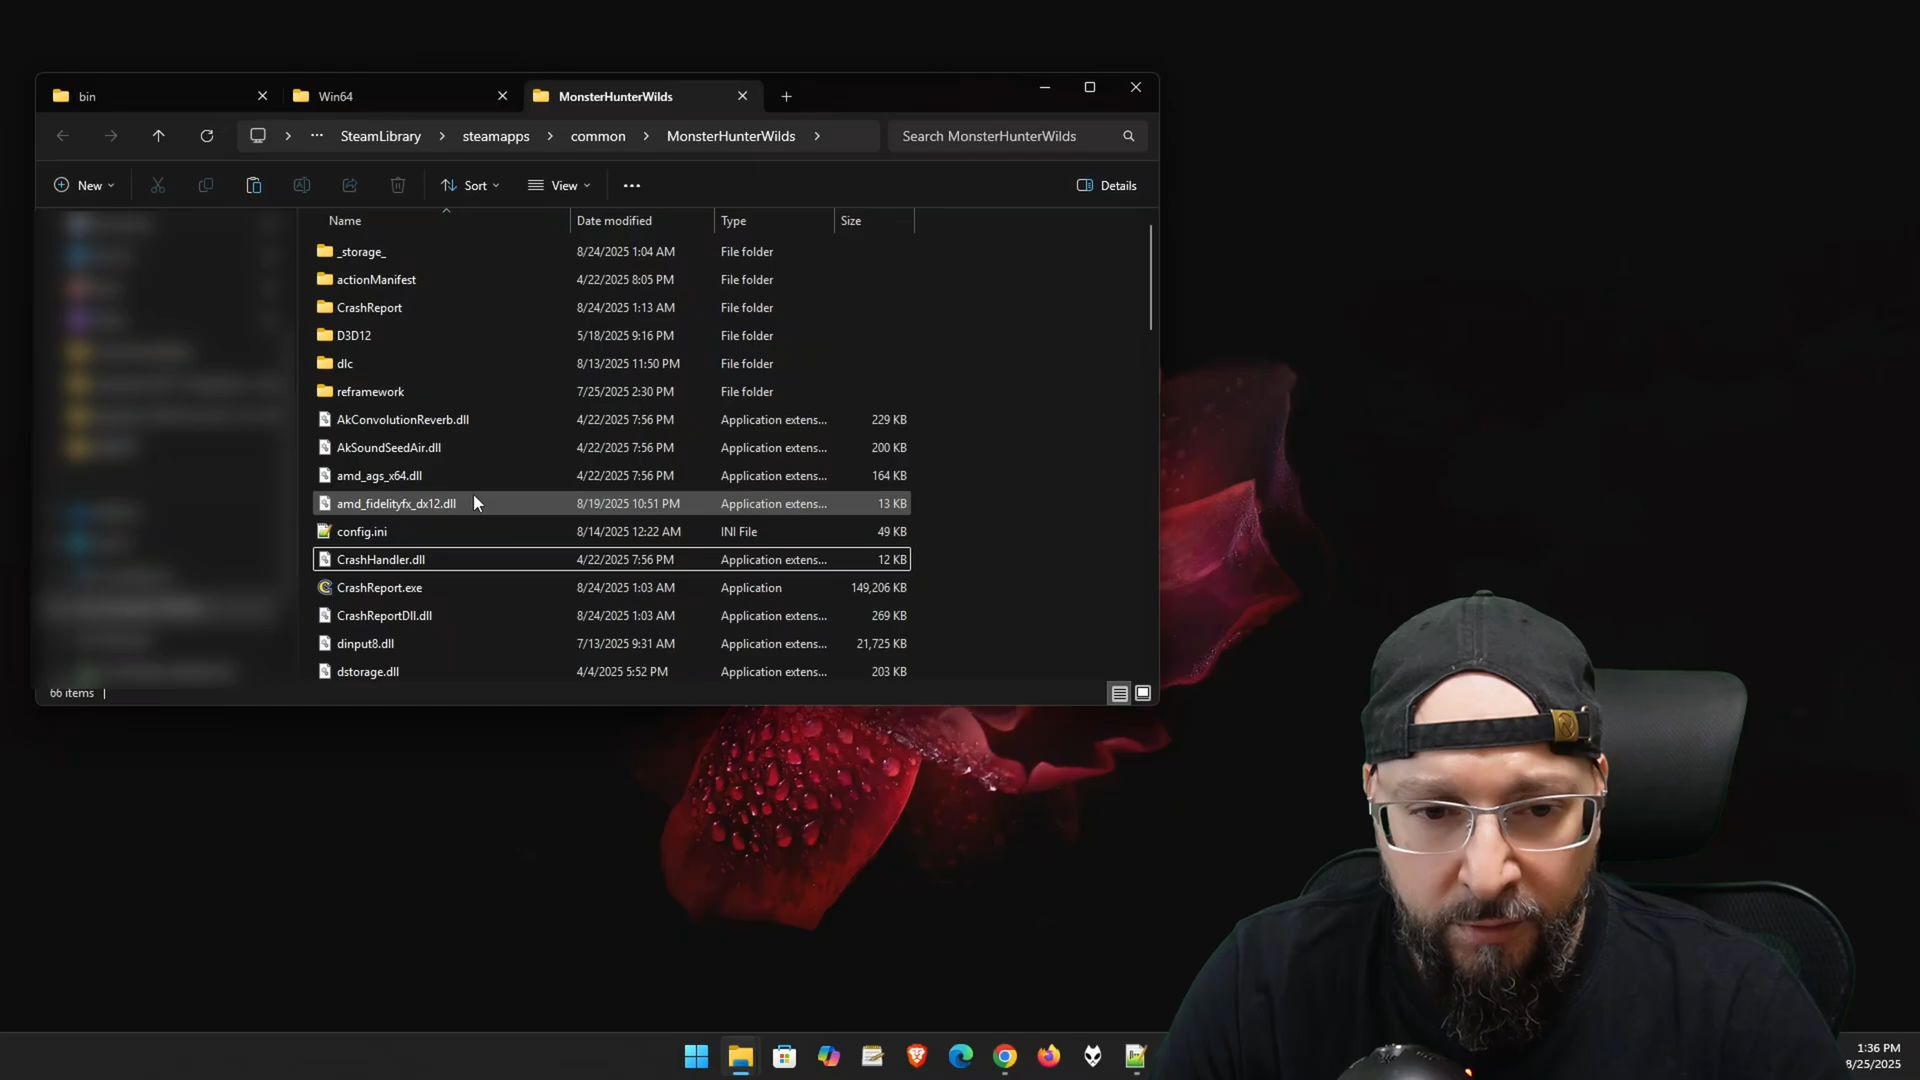 bin
Win64
MonsterHunterWilds
SteamLibrary steamapps common MonsterHunterWilds
Search MonsterHunterWilds
New Sort View Details
Name Date modified Type Size
_storage_ 8/24/2025 1:04 AM File folder
actionManifest 4/22/2025 8:05 PM File folder
CrashReport 8/24/2025 1:13 AM File folder
D3D12 5/18/2025 9:16 PM File folder
dlc 8/13/2025 11:50 PM File folder
reframework 7/25/2025 2:30 PM File folder
AkConvolutionReverb.dll 4/22/2025 7:56 PM Application extens... 229 KB
AkSoundSeedAir.dll 4/22/2025 7:56 PM Application extens... 200 KB
amd_ags_x64.dll 4/22/2025 7:56 PM Application extens... 164 KB
amd_fidelityfx_dx12.dll 8/19/2025 10:51 PM Application extens... 13 KB
config.ini 8/14/2025 12:22 AM INI File 49 KB
CrashHandler.dll 4/22/2025 7:56 PM Application extens... 12 KB
CrashReport.exe 8/24/2025 1:03 AM Application 149,206 KB
CrashReportDll.dll 8/24/2025 1:03 AM Application extens... 269 KB
dinput8.dll 7/13/2025 9:31 AM Application extens... 21,725 KB
dstorage.dll 4/4/2025 5:52 PM Application extens... 203 KB
66 items
1:36 PM
8/25/2025